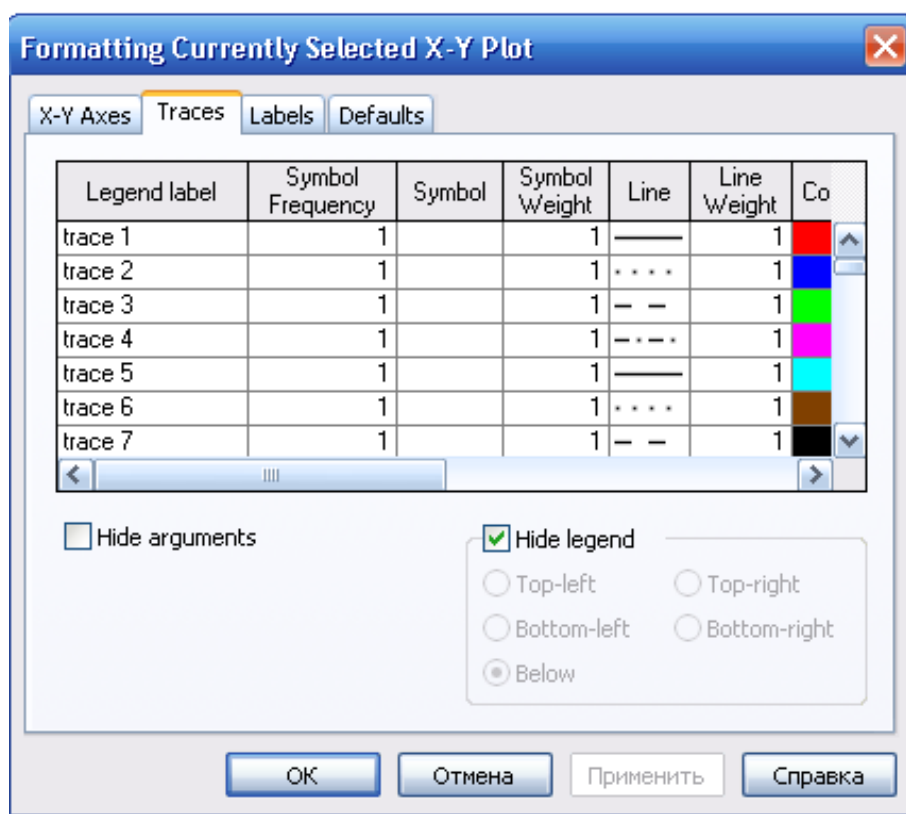 Formatting Currently Selected X-Y Plot
X-Y Axes Traces Labels Defaults
Legend label Symbol Frequency Symbol Symbol Weight Line Line Weight Co
trace 1 1 1 1
trace 2 1 1 1
trace 3 1 1 1
trace 4 1 1 1
trace 5 1 1 1
trace 6 1 1 1
trace 7 1 1 1
Hide arguments
Hide legend
Top-left Top-right
Bottom-left Bottom-right
Below
OK Отмена Применить Справка